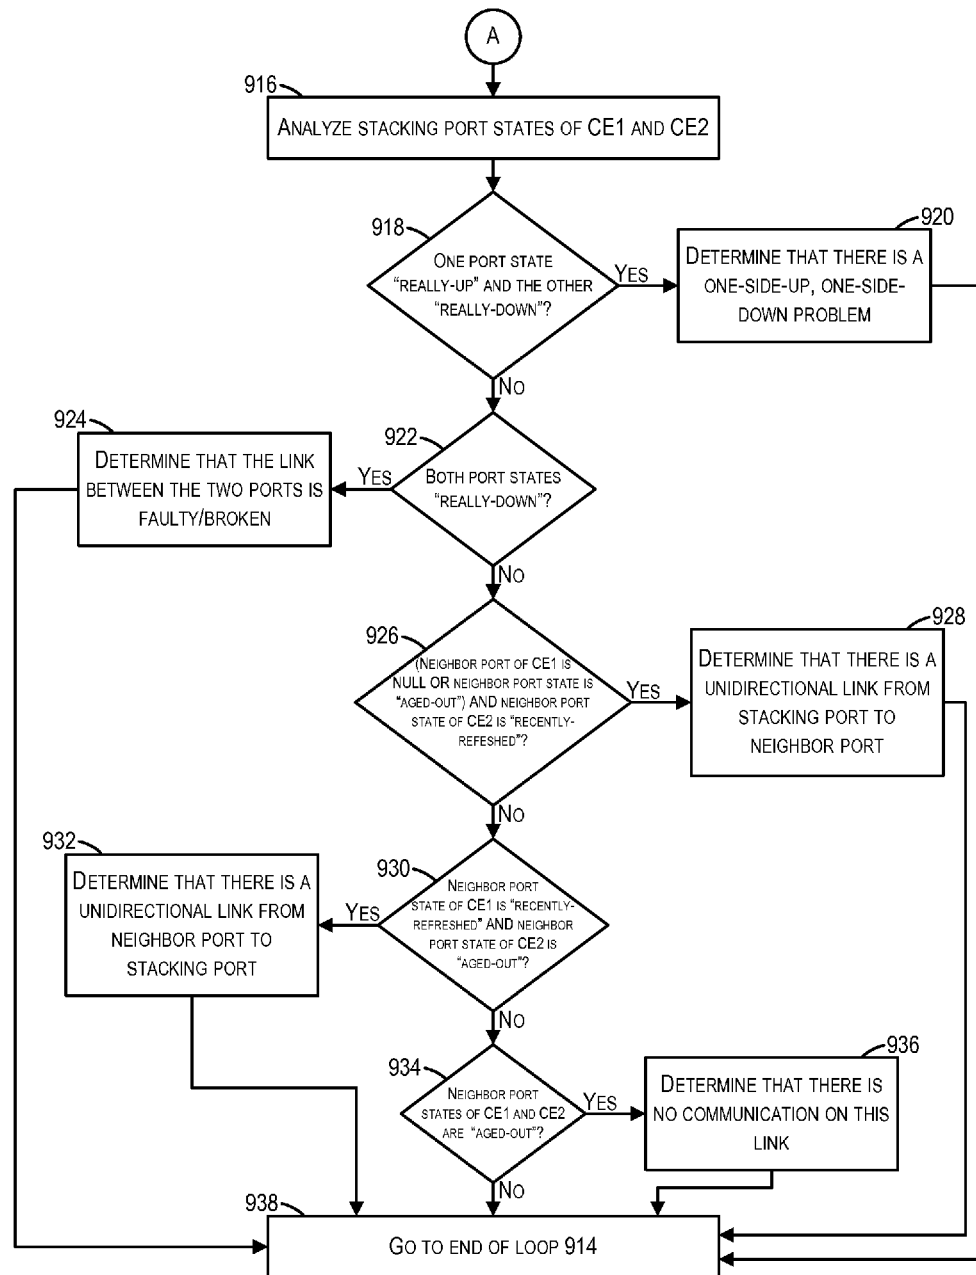 A
916
ANALYZE STACKING PORT STATES OF CE1 AND CE2
918
ONE PORT STATE
"REALLY-UP" AND THE OTHER
"REALLY-DOWN"?
YES
920
DETERMINE THAT THERE IS A
ONE-SIDE-UP, ONE-SIDE-
DOWN PROBLEM
NO
922
BOTH PORT STATES
"REALLY-DOWN"?
YES
924
DETERMINE THAT THE LINK
BETWEEN THE TWO PORTS IS
FAULTY/BROKEN
NO
926
(NEIGHBOR PORT OF CE1 IS
NULL OR NEIGHBOR PORT STATE IS
"AGED-OUT") AND NEIGHBOR PORT
STATE OF CE2 IS "RECENTLY-
REFESHED"?
YES
928
DETERMINE THAT THERE IS A
UNIDIRECTIONAL LINK FROM
STACKING PORT TO
NEIGHBOR PORT
NO
930
NEIGHBOR PORT
STATE OF CE1 IS "RECENTLY-
REFRESHED" AND NEIGHBOR
PORT STATE OF CE2 IS
"AGED-OUT"?
YES
932
DETERMINE THAT THERE IS A
UNIDIRECTIONAL LINK FROM
NEIGHBOR PORT TO
STACKING PORT
NO
934
NEIGHBOR PORT
STATES OF CE1 AND CE2
ARE "AGED-OUT"?
YES
936
DETERMINE THAT THERE IS
NO COMMUNICATION ON THIS
LINK
NO
938
GO TO END OF LOOP 914